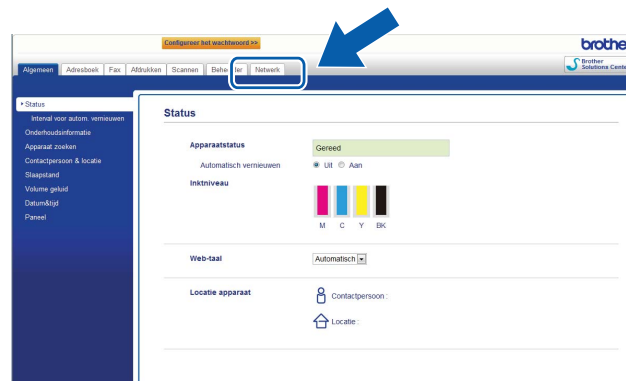 Configureer het wachtwoord >>
brother
Algemeen Adresboek Fax Afdrukken Scannen Netwerk
Brother
Solutions Cente
Status
Interval voor autom. vernieuwen
Onderhoudsinformatie
Apparaat zoeken
Contactpersoon & locatie
Slaapstand
Volume geluid
Datum&tijd
Paneel
Status
Apparaatstatus Gereed
Automatisch vernieuwen Uit Aan
Inktniveau
M C Y BK
Web-taal Automatisch
Locatie apparaat Contactpersoon :
Locatie :